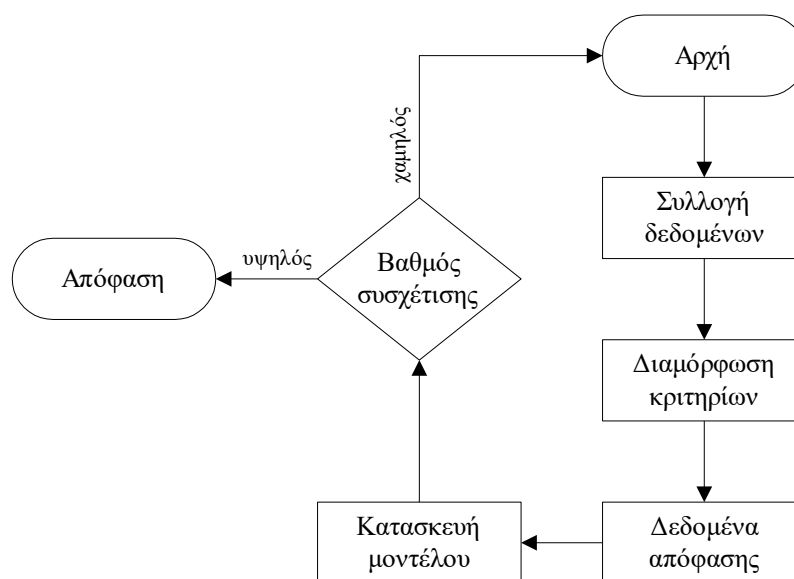 Αρχή
χαμηλός
Συλλογή
δεδομένων
Απόφαση
υψηλός
Βαθμός
συσχέτισης
Διαμόρφωση
κριτηρίων
Κατασκευή
μοντέλου
Δεδομένα
απόφασης